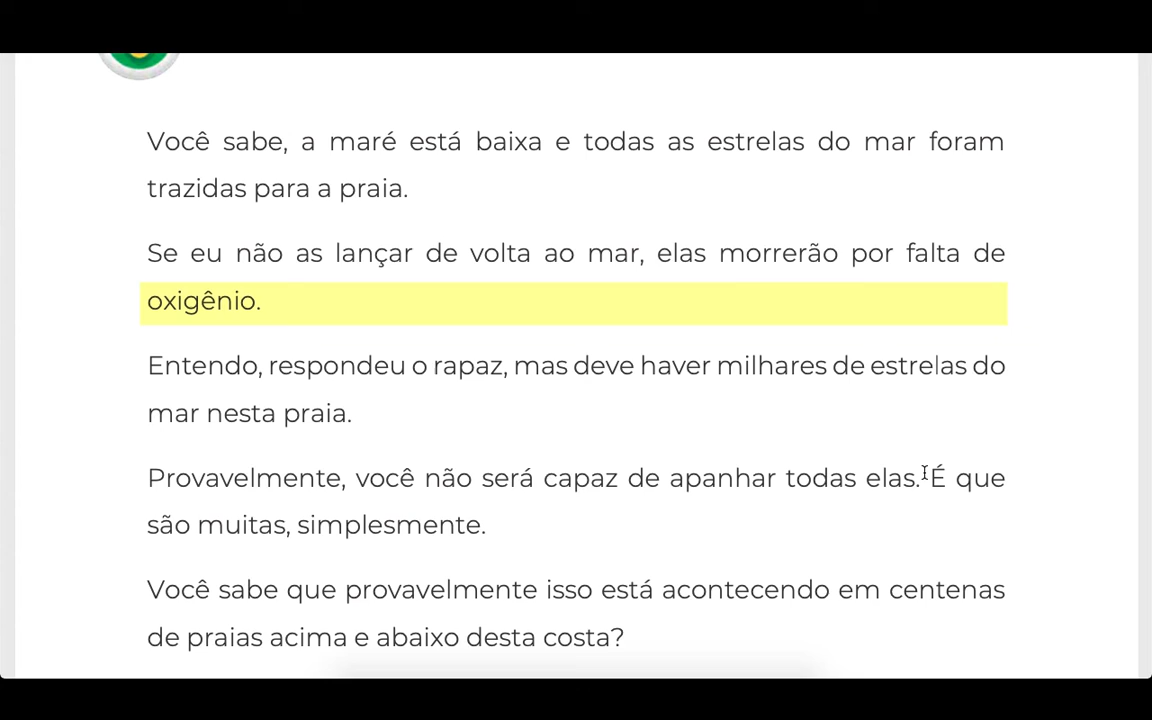 Você sabe, a maré está baixa e todas as estrelas do mar foram
trazidas para a praia.
Se eu não as lançar de volta ao mar, elas morrerão por falta de
oxigênio.
Entendo, respondeu o rapaz, mas deve haver milhares de estrelas do
mar nesta praia.
Provavelmente, você não será capaz de apanhar todas elas. É que
são muitas, simplesmente.
Você sabe que provavelmente isso está acontecendo em centenas
de praias acima e abaixo desta costa?